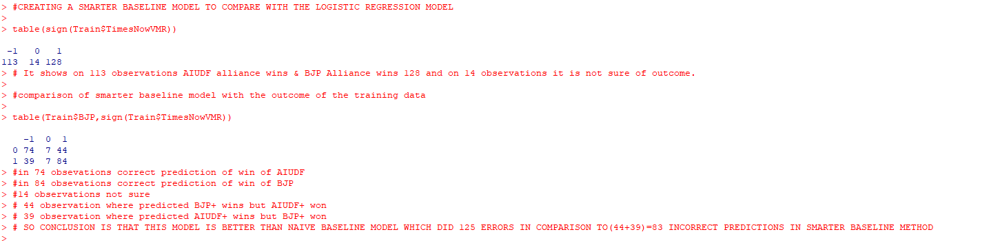 > #CREATING A SMARTER BASELINE MODEL TO COMPARE WITH THE LOGISTIC REGRESSION MODEL
>
> table(sign(Train$TimesNowVMR))
-1 0 1
113 14 128
> # It shows on 113 observations AIUDF alliance wins & BJP Alliance wins 128 and on 14 observations it is not sure of outcome.
>
> #comparison of smarter baseline model with the outcome of the training data
>
> table(Train$BJP,sign(Train$TimesNowVMR))
-1 0 1
0 74 7 44
1 39 7 84
> #in 74 obsevations correct prediction of win of AIUDF
> #in 84 obsevations correct prediction of win of BJP
> #14 observations not sure
> # 44 observation where predicted BJP+ wins but AIUDF+ won
> # 39 observation where predicted AIUDF+ wins but BJP+ won
> # SO CONCLUSION IS THAT THIS MODEL IS BETTER THAN NAIVE BASELINE MODEL WHICH DID 125 ERRORS IN COMPARISON TO(44+39)=83 INCORRECT PREDICTIONS IN SMARTER BASELINE METHOD
>